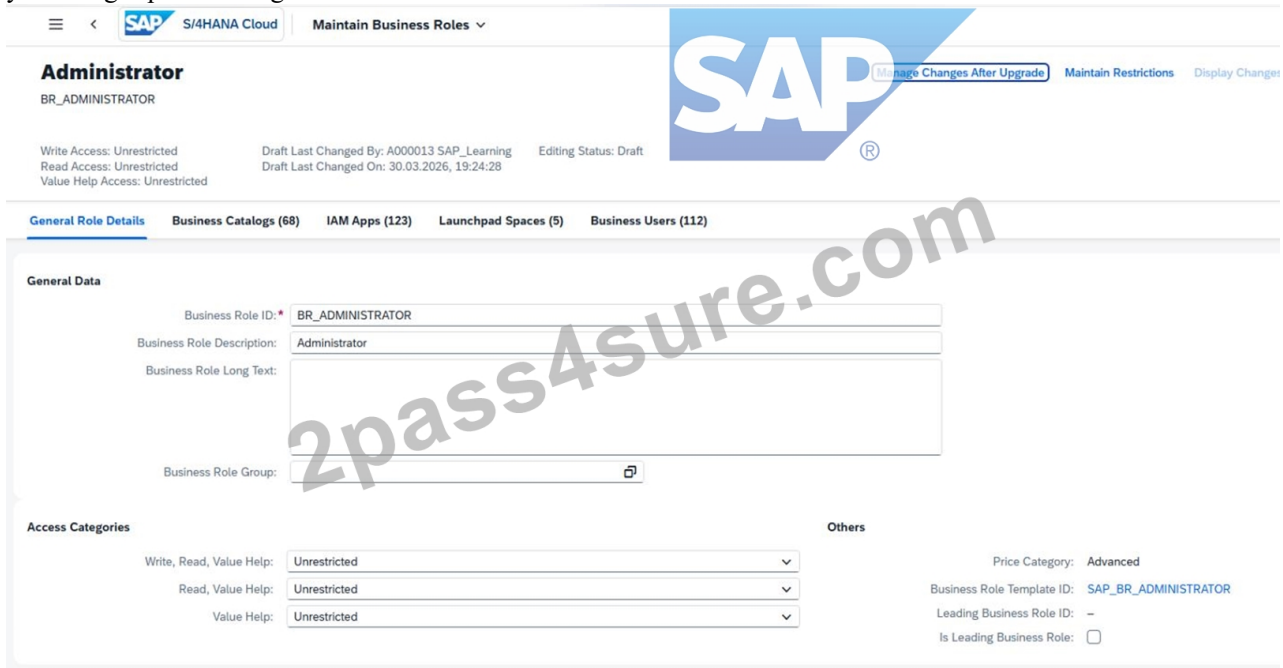 SAP S/4HANA Cloud Maintain Business Roles
SAP
®
Administrator
Manage Changes After Upgrade Maintain Restrictions Display Changes
BR_ADMINISTRATOR
Write Access: Unrestricted Draft Last Changed By: A000013 SAP_Learning Editing Status: Draft
Read Access: Unrestricted Draft Last Changed On: 30.03.2026, 19:24:28
Value Help Access: Unrestricted
General Role Details Business Catalogs (68) IAM Apps (123) Launchpad Spaces (5) Business Users (112)
General Data
Business Role ID:* BR_ADMINISTRATOR
Business Role Description: Administrator
Business Role Long Text:
2pass4sure.com
Business Role Group:
Access Categories Others
Write, Read, Value Help: Unrestricted Price Category: Advanced
Read, Value Help: Unrestricted Business Role Template ID: SAP_BR_ADMINISTRATOR
Value Help: Unrestricted Leading Business Role ID: –
Is Leading Business Role: